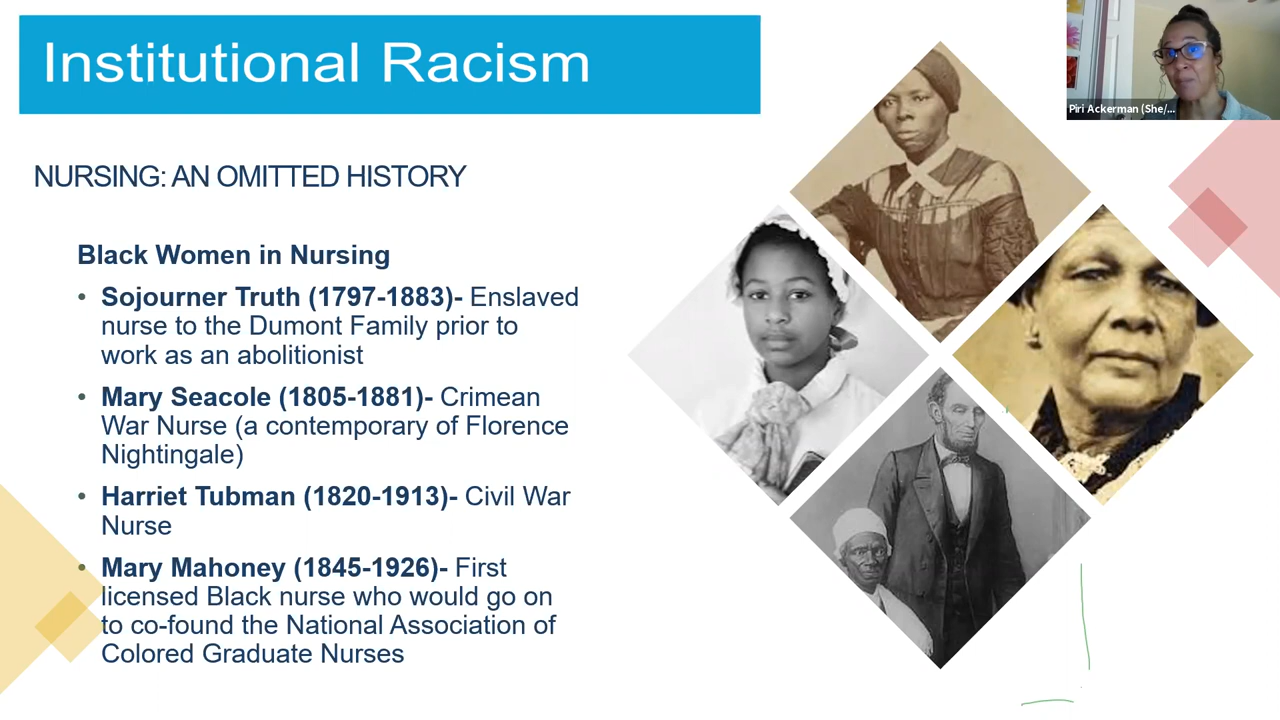 Institutional Racism
Piri Ackerman (She/...
NURSING: AN OMITTED HISTORY
Black Women in Nursing
• Sojourner Truth (1797-1883)- Enslaved
nurse to the Dumont Family prior to
work as an abolitionist
• Mary Seacole (1805-1881)- Crimean
War Nurse (a contemporary of Florence
Nightingale)
• Harriet Tubman (1820-1913)- Civil War
Nurse
• Mary Mahoney (1845-1926)- First
licensed Black nurse who would go on
to co-found the National Association of
Colored Graduate Nurses